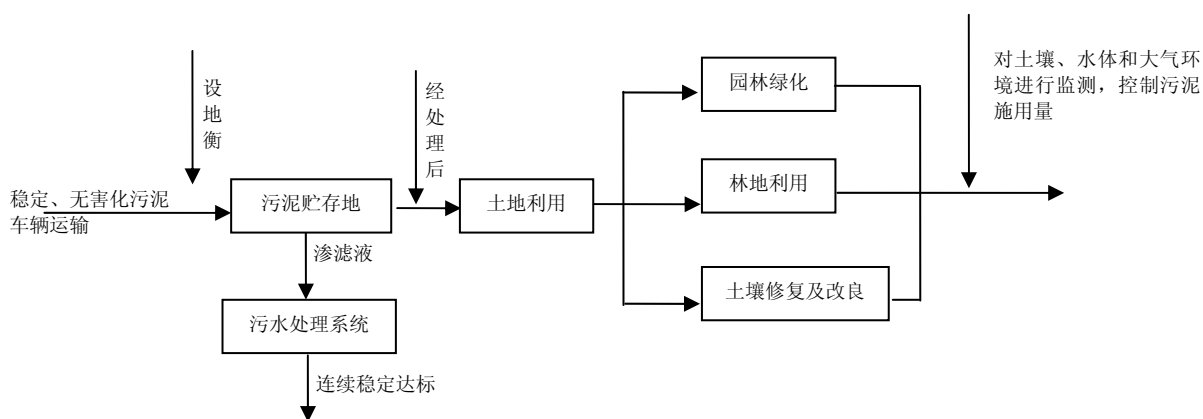 设
地
衡
稳定、无害化污泥
车辆运输
污泥贮存地
渗滤液
污水处理系统
连续稳定达标
经
处
理
后
土地利用
园林绿化
林地利用
土壤修复及改良
对土壤、水体和大气环
境进行监测，控制污泥
施用量